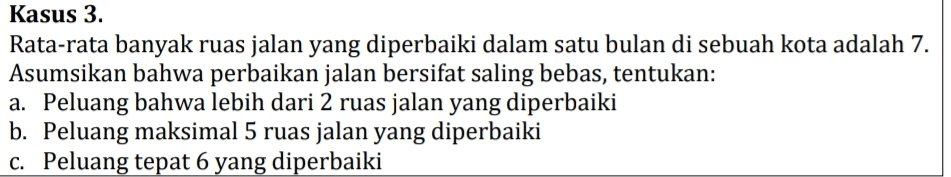 Kasus 3.
Rata-rata banyak ruas jalan yang diperbaiki dalam satu bulan di sebuah kota adalah 7.
Asumsikan bahwa perbaikan jalan bersifat saling bebas, tentukan:
a. Peluang bahwa lebih dari 2 ruas jalan yang diperbaiki
b. Peluang maksimal 5 ruas jalan yang diperbaiki
c. Peluang tepat 6 yang diperbaiki